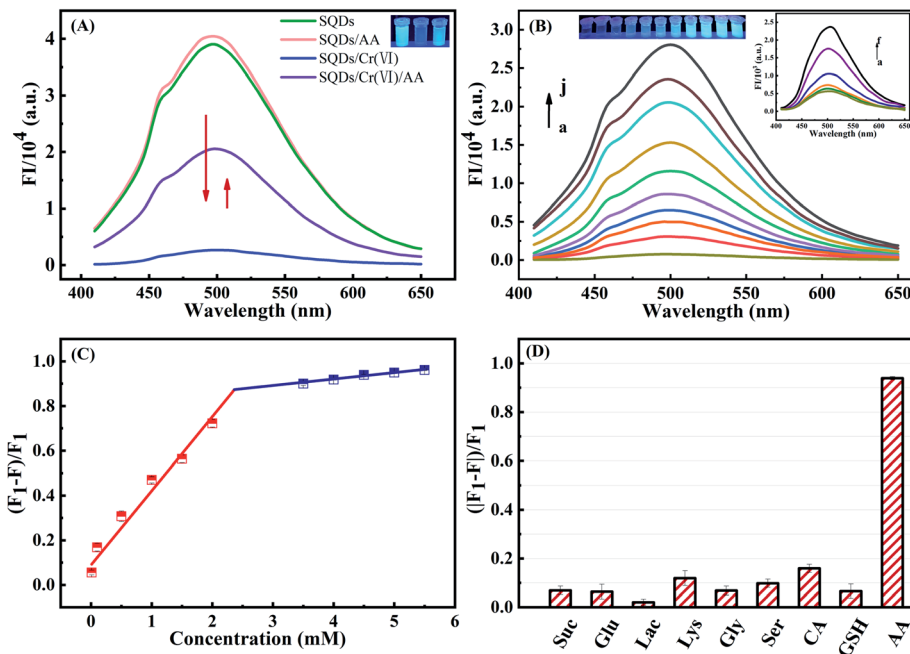 (A)
SQDs
SQDs/AA
SQDs/Cr(VI)
SQDs/Cr(VI)/AA
FI/10⁴ (a.u.)
4
3
2
1
0
400 450 500 550 600 650
Wavelength (nm)
(B)
j
a
FI/10⁴ (a.u.)
3.0
2.5
2.0
1.5
1.0
0.5
0.0
400 450 500 550 600 650
Wavelength (nm)
FI/10³ (a.u.)
3.0
2.5
2.0
1.5
1.0
0.5
0.0
f
a
400 450 500 550 600 650
Wavelength (nm)
(C)
(F₁-F)/F₁
1.0
0.8
0.6
0.4
0.2
0.0
0 1 2 3 4 5 6
Concentration (mM)
(D)
(|F₁-F|)/F₁
1.0
0.8
0.6
0.4
0.2
0.0
Suc Glu Lac Lys Gly Ser CA GSH AA